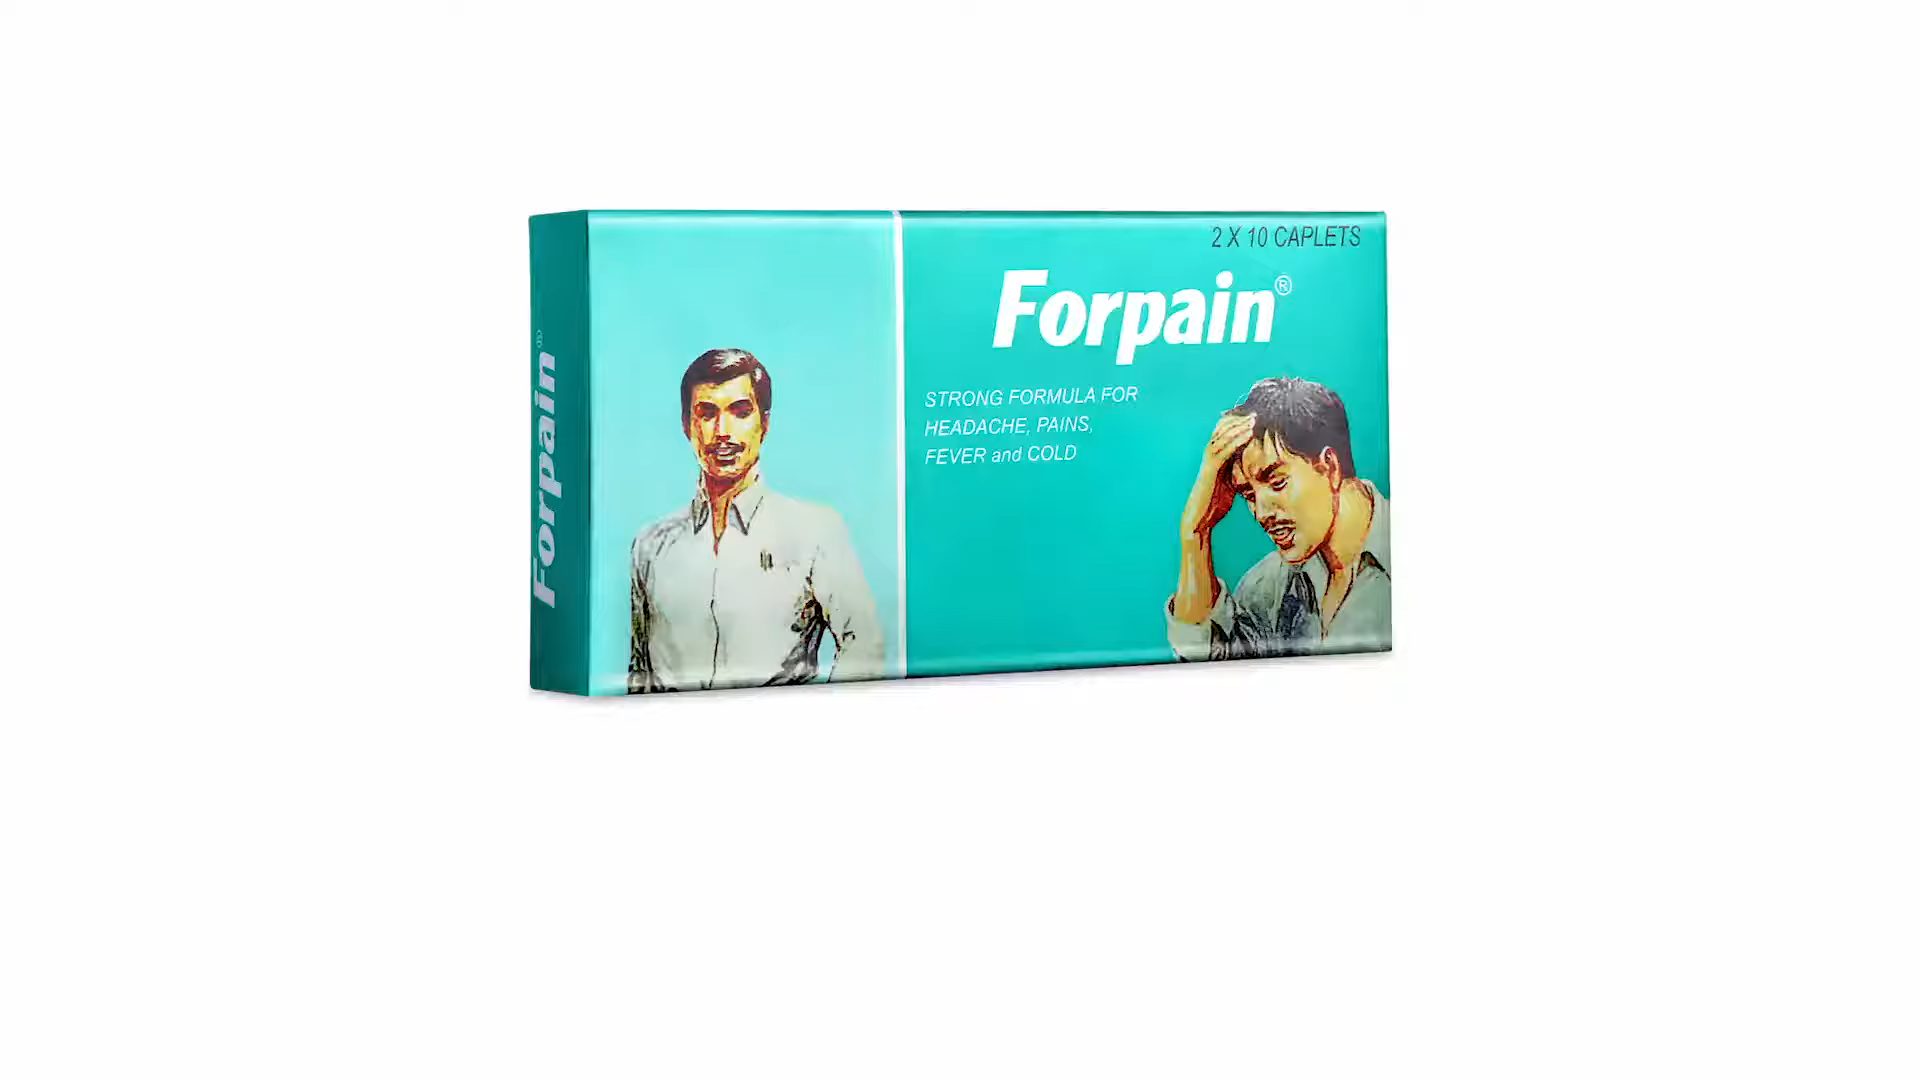 Forpain®
2 X 10 CAPLETS
Forpain®
STRONG FORMULA FOR
HEADACHE, PAINS,
FEVER and COLD